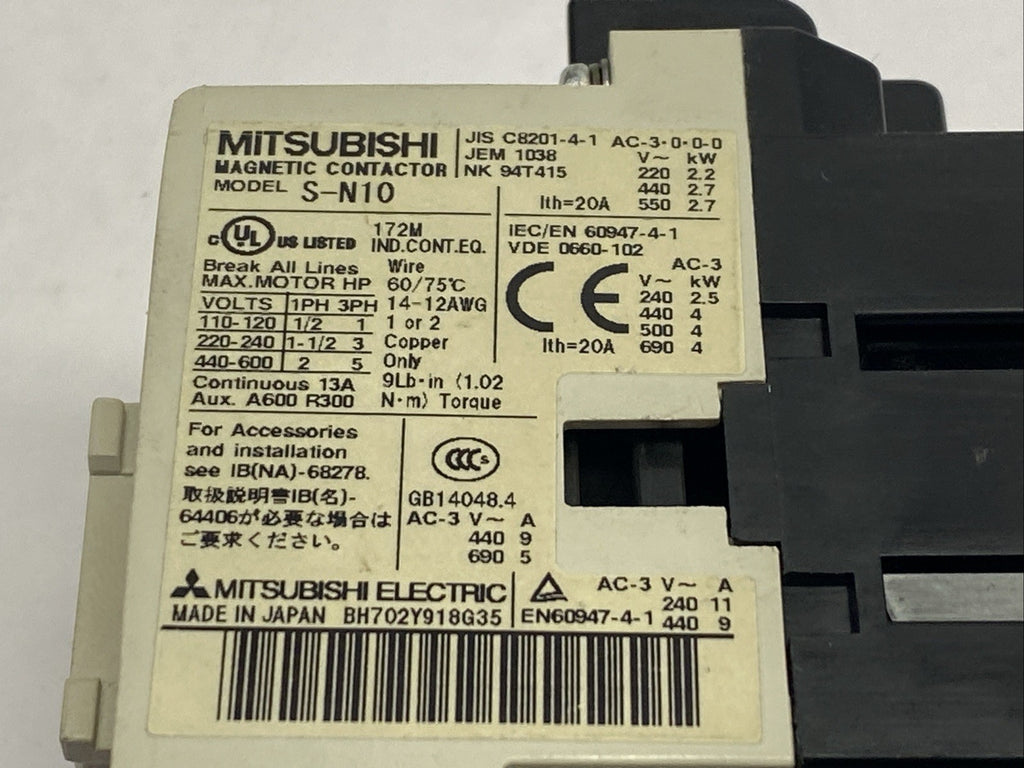 MITSUBISHI
MAGNETIC CONTACTOR
MODEL S-N10
JIS C8201-4-1 AC-3·0·0-0
JEM 1038 V~ kW
NK 94T415 220 2.2
440 2.7
Ith=20A 550 2.7
c UL US LISTED 172M
IND.CONT.EQ.
Break All Lines Wire
MAX.MOTOR HP 60/75℃
VOLTS 1PH 3PH 14-12AWG
110-120 1/2 1 1 or 2
220-240 1-1/2 3 Copper
440-600 2 5 Only
Continuous 13A 9Lb·in (1.02
Aux. A600 R300 N·m) Torque
IEC/EN 60947-4-1
VDE 0660-102
CE AC-3
V~ kW
240 2.5
440 4
500 4
Ith=20A 690 4
For Accessories
and installation
see IB(NA)-68278.
取扱説明書IB(名)-
64406が必要な場合は
ご要求ください。
CCC S
GB14048.4
AC-3 V~ A
440 9
690 5
MITSUBISHI ELECTRIC
MADE IN JAPAN BH702Y918G35
AC-3 V~ A
240 11
EN60947-4-1 440 9